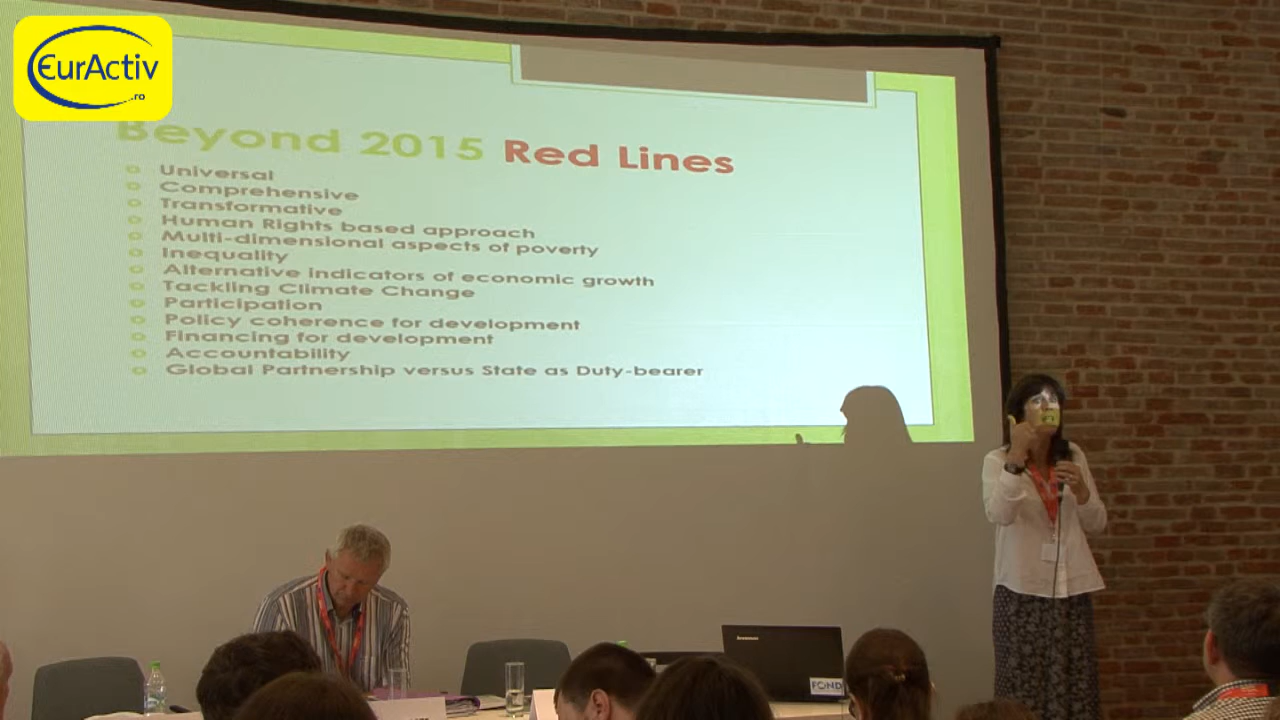 EurActiv
.ro
Beyond 2015 Red Lines
Universal
Comprehensive
Transformative
Human Rights based approach
Multi-dimensional aspects of poverty
Inequality
Alternative indicators of economic growth
Tackling Climate Change
Participation
Policy coherence for development
Financing for development
Accountability
Global Partnership versus State as Duty-bearer
lenovo
FOND